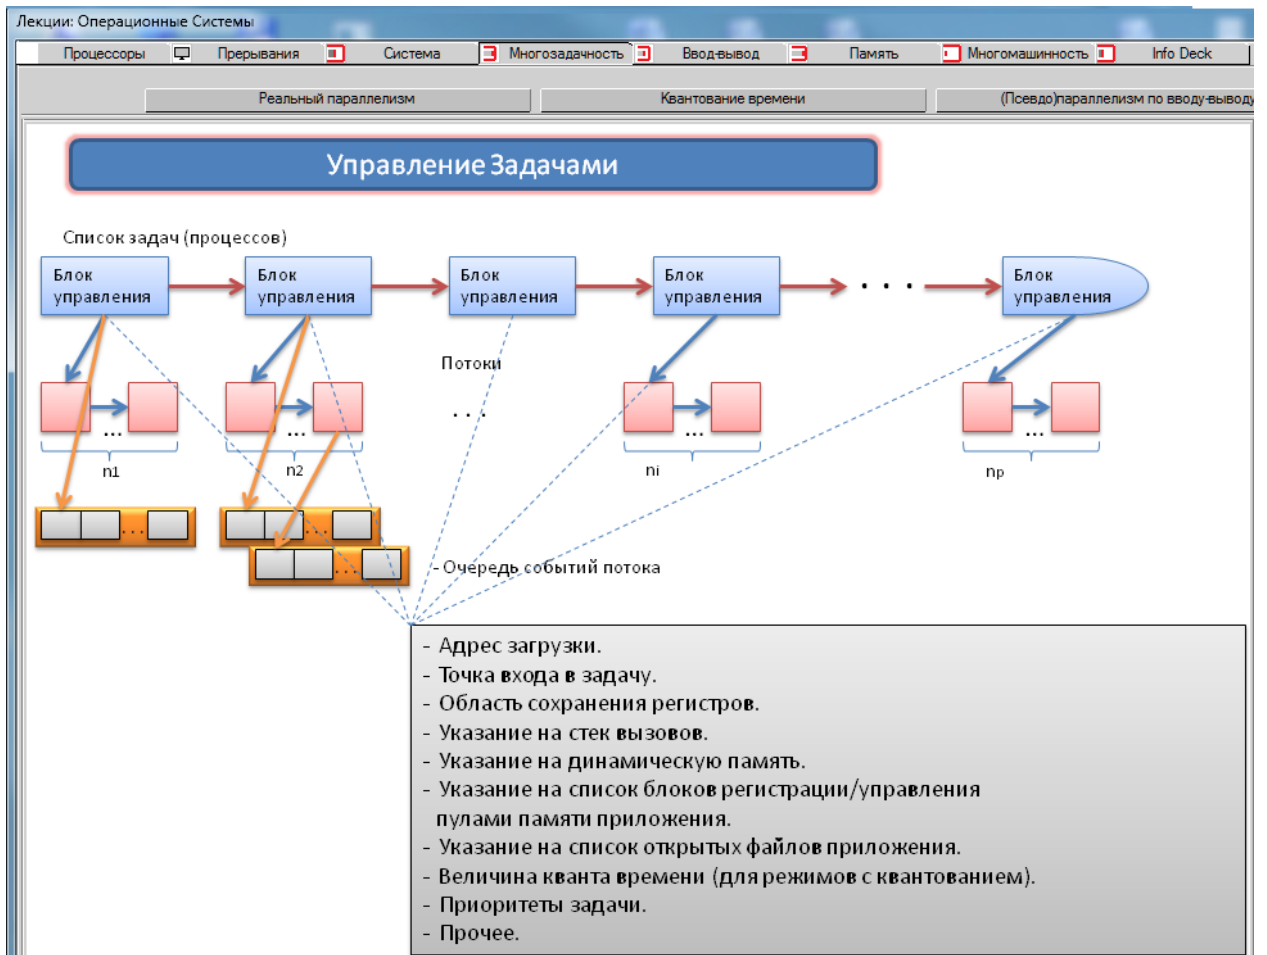 Лекции: Операционные Системы
Процессоры
Прерывания
Система
Многозадачность
Ввод-вывод
Память
Многомашинность
Info Deck
Реальный параллелизм
Квантование времени
(Псевдо)параллелизм по вводу-выводу
Управление Задачами
Список задач (процессов)
Блок
управления
Блок
управления
Блок
управления
Блок
управления
. . .
Блок
управления
Потоки
. . .
...
...
...
...
n1
n2
ni
np
...
...
...
- Очередь событий потока
- Адрес загрузки.
- Точка входа в задачу.
- Область сохранения регистров.
- Указание на стек вызовов.
- Указание на динамическую память.
- Указание на список блоков регистрации/управления
пулами памяти приложения.
- Указание на список открытых файлов приложения.
- Величина кванта времени (для режимов с квантованием).
- Приоритеты задачи.
- Прочее.